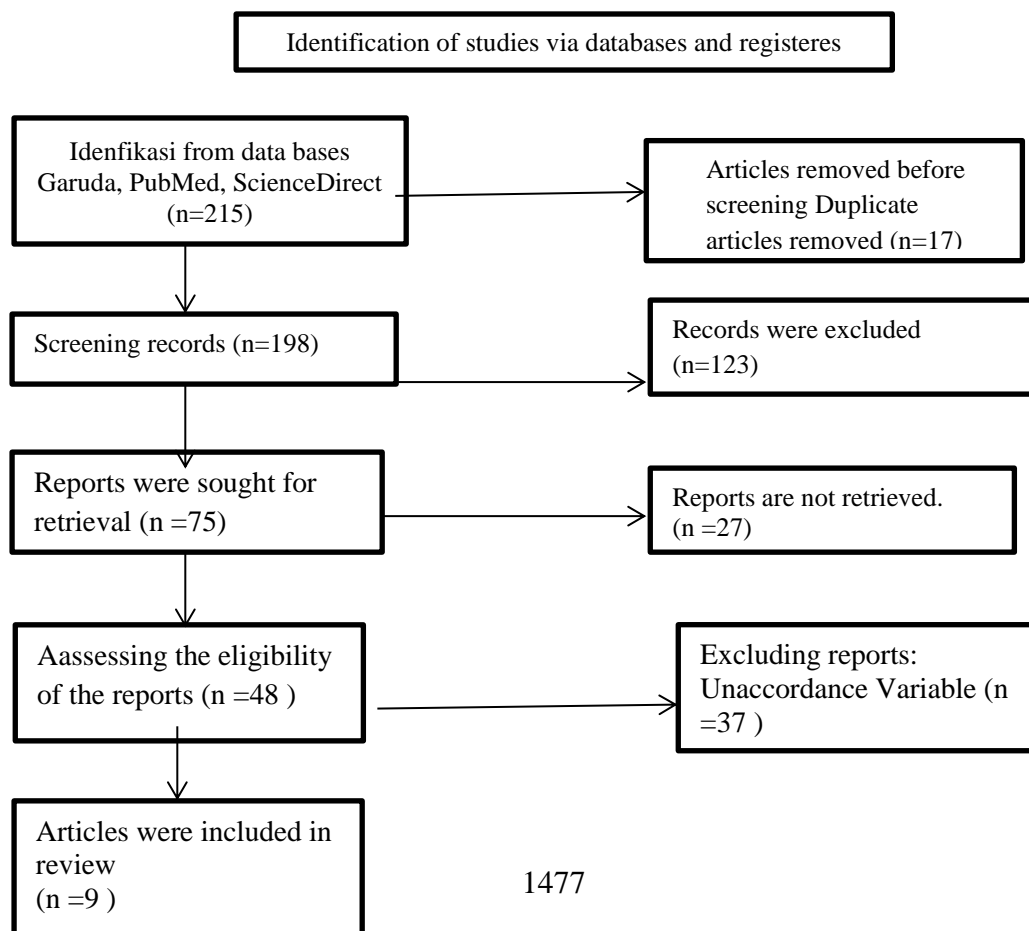 Identification of studies via databases and registeres
Idenfikasi from data bases
Garuda, PubMed, ScienceDirect
(n=215)
Articles removed before
screening Duplicate
articles removed (n=17)
Screening records (n=198)
Records were excluded
(n=123)
Reports were sought for
retrieval (n =75)
Reports are not retrieved.
(n =27)
Aassessing the eligibility
of the reports (n =48 )
Excluding reports:
Unaccordance Variable (n
=37 )
Articles were included in
review
(n =9 )
1477